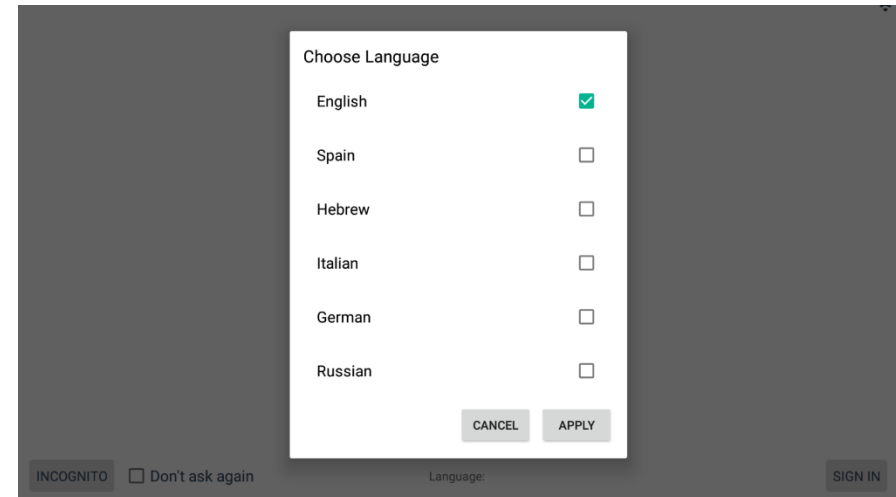 Choose Language
English
Spain
Hebrew
Italian
German
Russian
CANCEL APPLY
INCOGNITO Don't ask again Language: SIGN IN